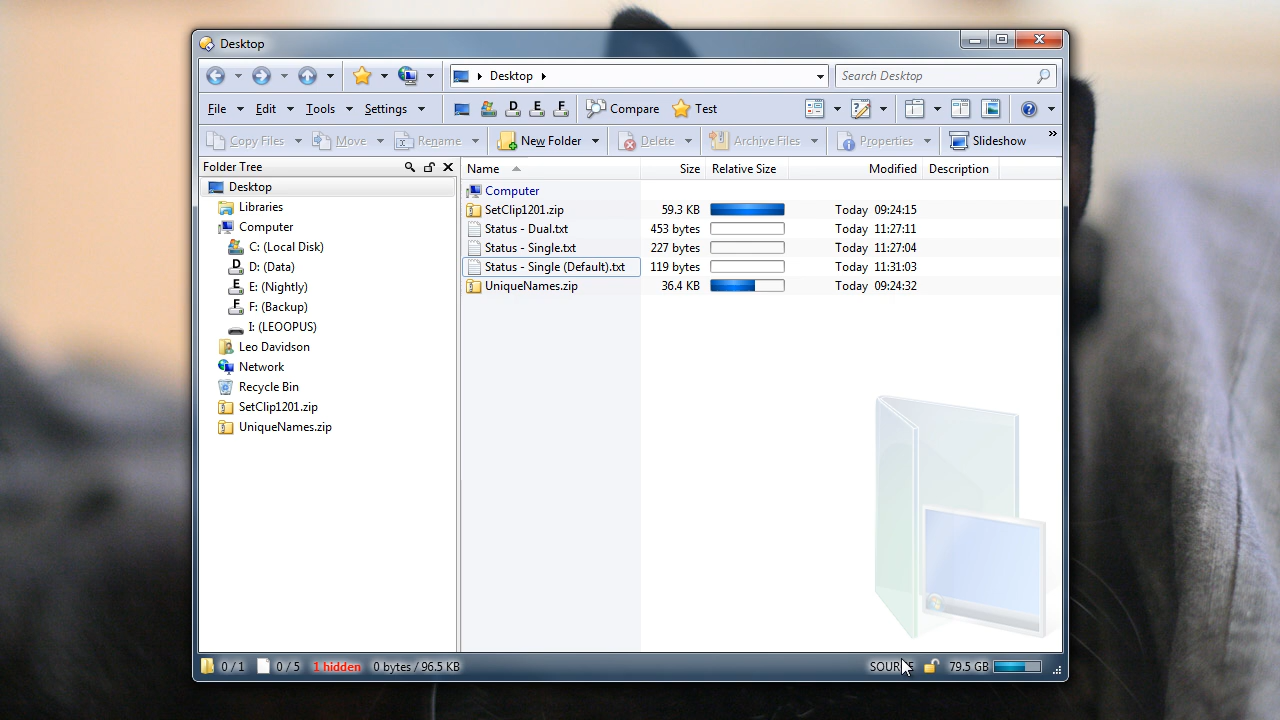 Desktop
Desktop
Search Desktop
File Edit Tools Settings D E F Compare Test
Copy Files Move Rename New Folder Delete Archive Files Properties Slideshow »
Folder Tree
Name Size Relative Size Modified Description
Desktop
Libraries
Computer
C: (Local Disk)
D: (Data)
E: (Nightly)
F: (Backup)
I: (LEOOPUS)
Leo Davidson
Network
Recycle Bin
SetClip1201.zip
UniqueNames.zip
Computer
SetClip1201.zip 59.3 KB Today 09:24:15
Status - Dual.txt 453 bytes Today 11:27:11
Status - Single.txt 227 bytes Today 11:27:04
Status - Single (Default).txt 119 bytes Today 11:31:03
UniqueNames.zip 36.4 KB Today 09:24:32
0 / 1 0 / 5 1 hidden 0 bytes / 96.5 KB SOURCE 79.5 GB